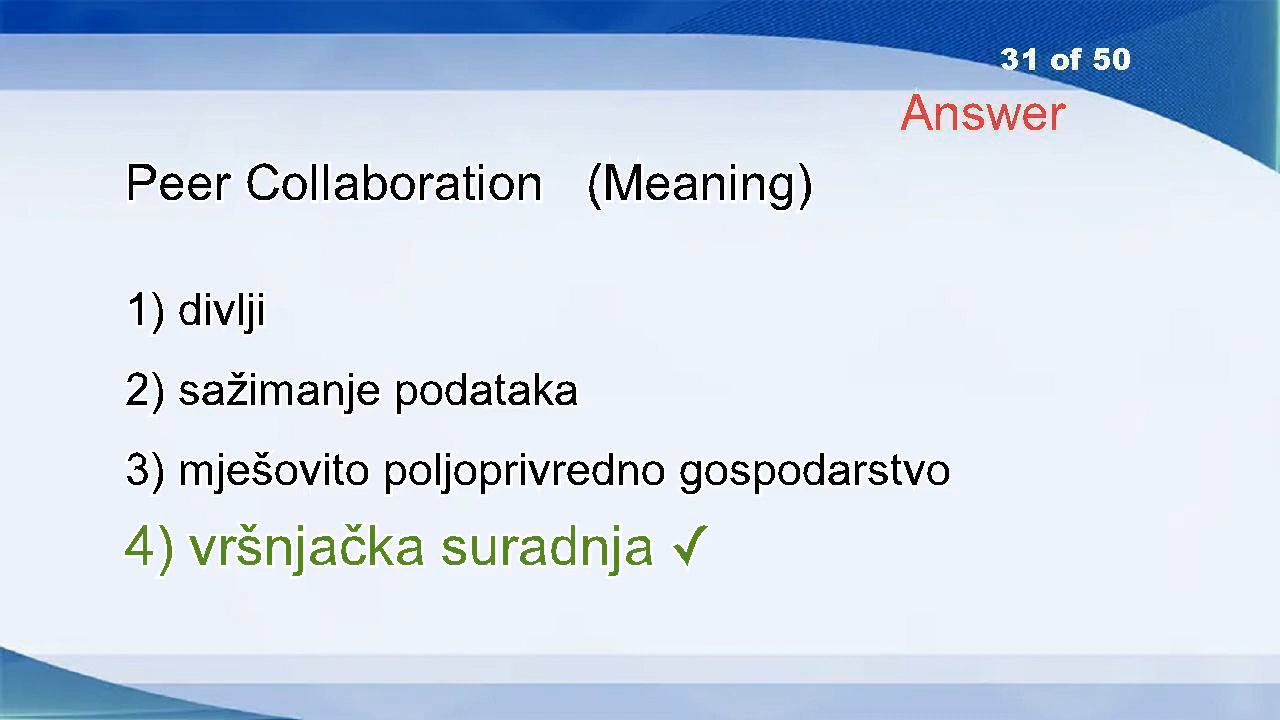 31 of 50
Answer
Peer Collaboration (Meaning)
1) divlji
2) sažimanje podataka
3) mješovito poljoprivredno gospodarstvo
4) vršnjačka suradnja ✓